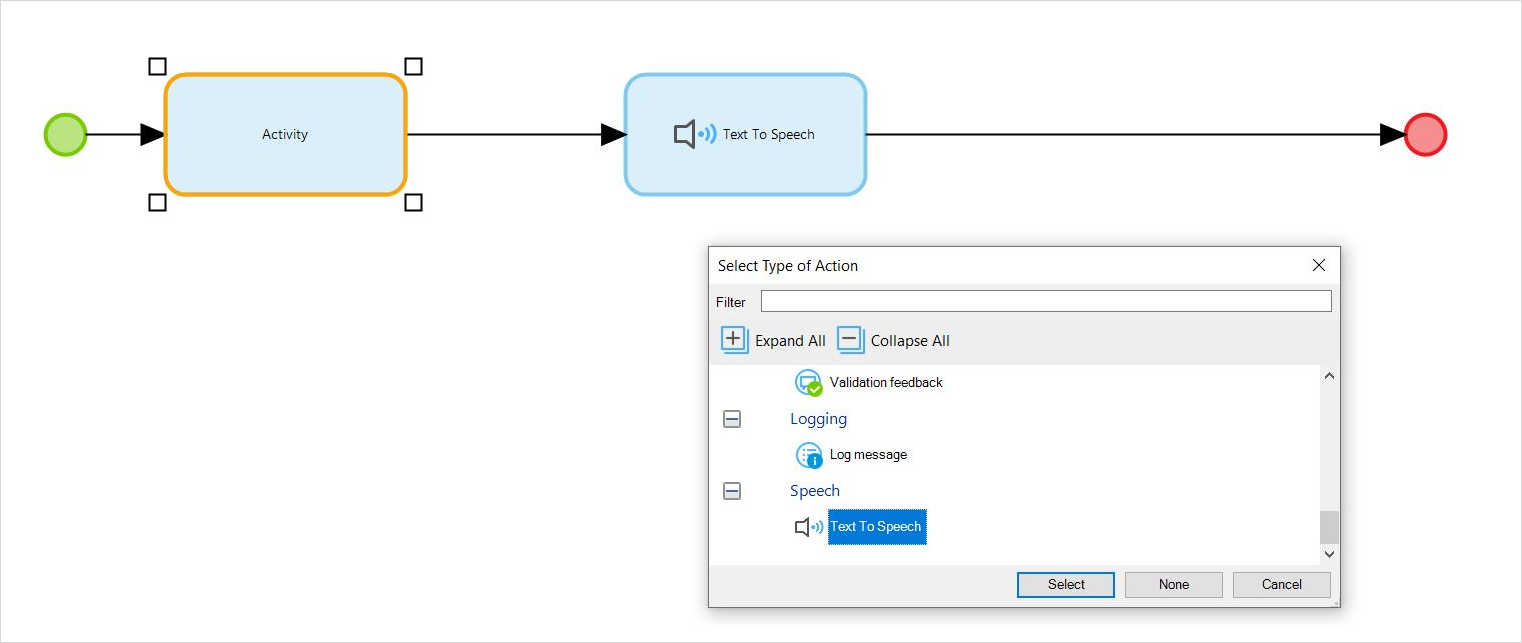 Activity
Text To Speech
Select Type of Action
Filter
Expand All Collapse All
Validation feedback
Logging
Log message
Speech
Text To Speech
Select None Cancel